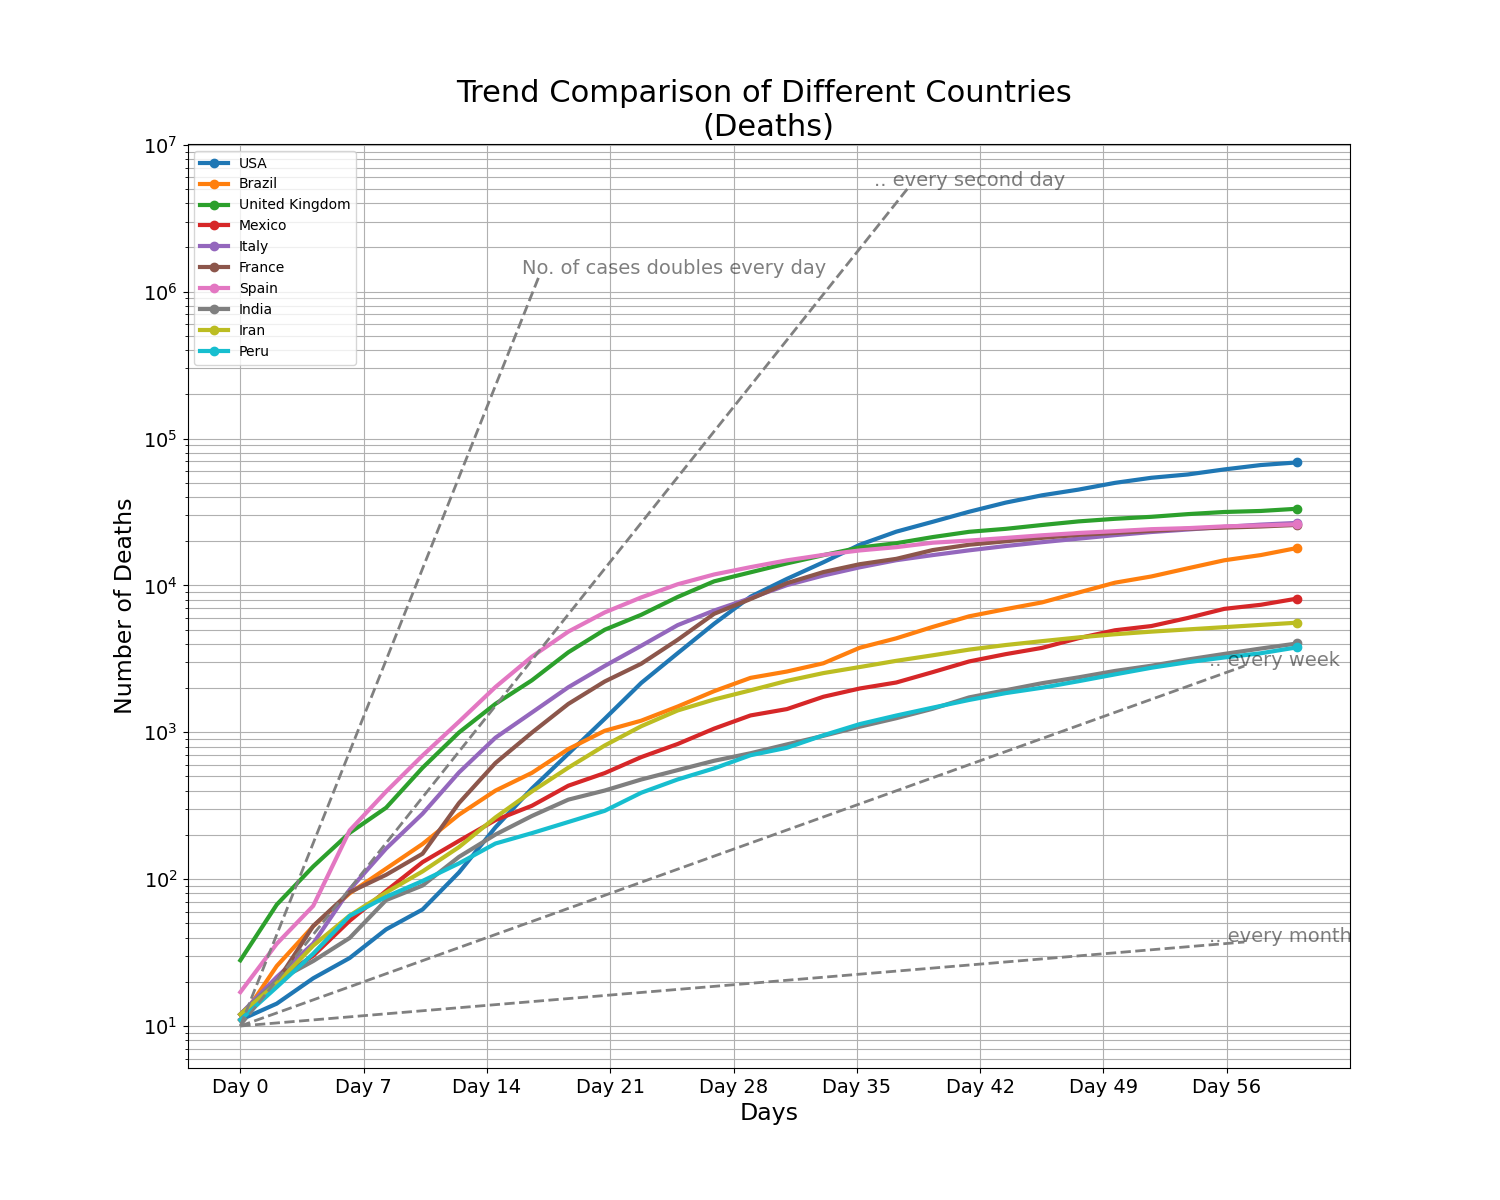 Trend Comparison of Different Countries
(Deaths)
10^7
10^6
10^5
10^4
10^3
10^2
10^1
Number of Deaths
USA
Brazil
United Kingdom
Mexico
Italy
France
Spain
India
Iran
Peru
.. every second day
No. of cases doubles every day
.. every week
.. every month
Day 0 Day 7 Day 14 Day 21 Day 28 Day 35 Day 42 Day 49 Day 56
Days